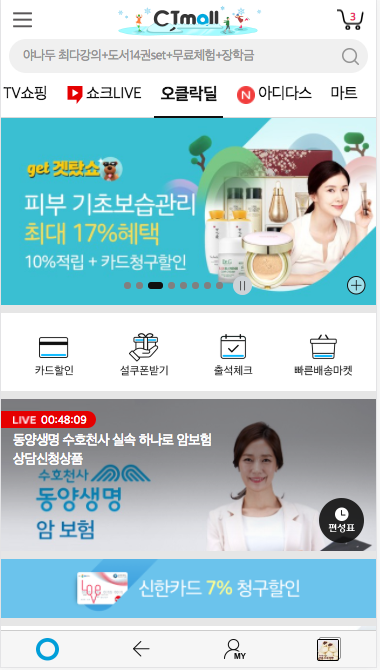 CTmall
3
야나두 최다강의+도서14권set+무료체험+장학금
TV쇼핑
쇼크LIVE
오클락딜
N 아디다스
마트
get 겟탔쇼
피부 기초보습관리
최대 17%혜택
10%적립 + 카드청구할인
카드할인
설쿠폰받기
출석체크
빠른배송마켓
LIVE 00:48:09
동양생명 수호천사 실속 하나로 암보험
상담신청상품
수호천사
동양생명
암 보험
편성표
Love
신한카드 7% 청구할인
MY